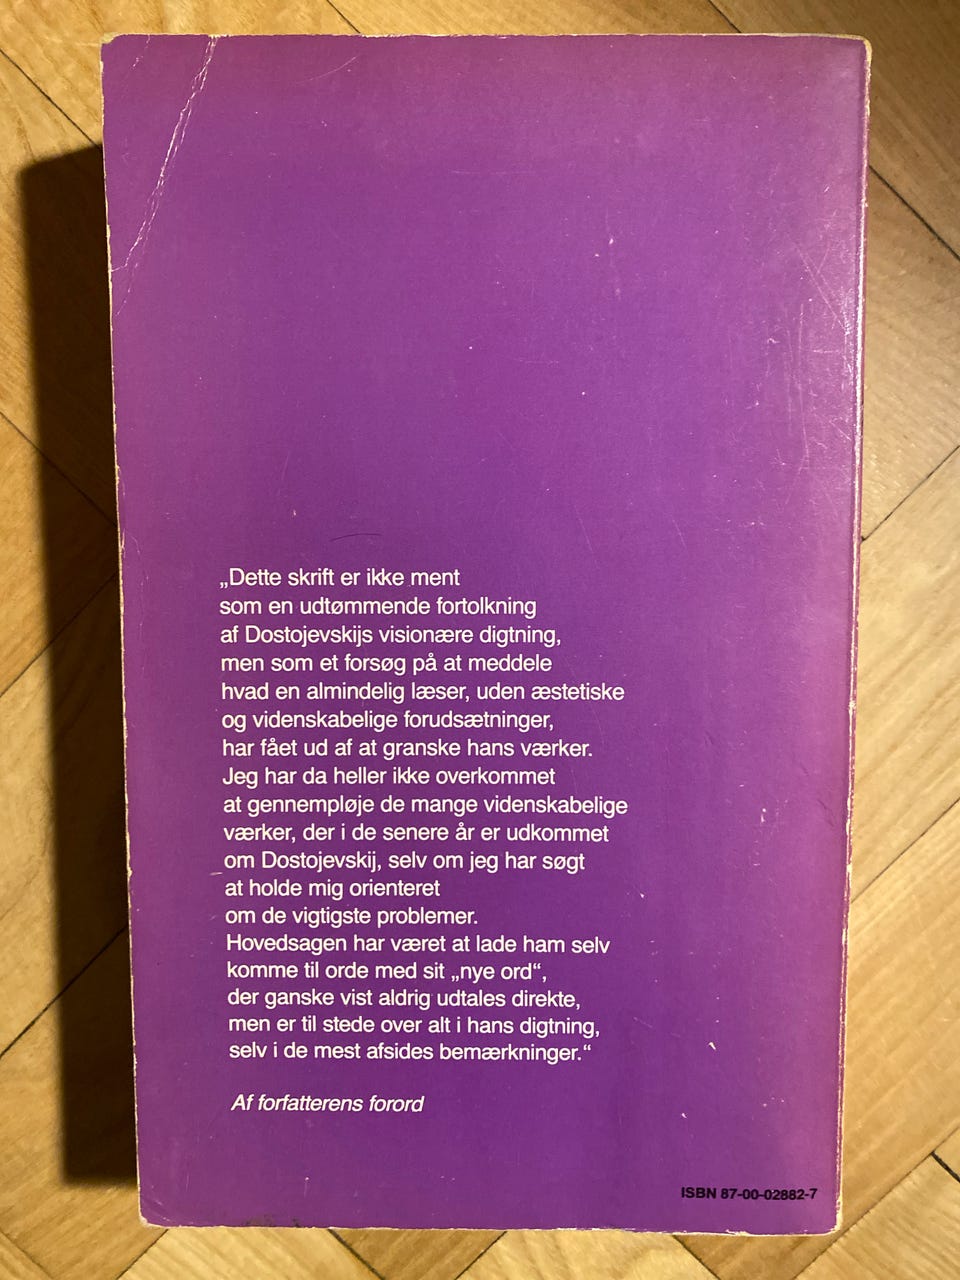 „Dette skrift er ikke ment
som en udtømmende fortolkning
af Dostojevskijs visionære digtning,
men som et forsøg på at meddele
hvad en almindelig læser, uden æstetiske
og videnskabelige forudsætninger,
har fået ud af at granske hans værker.
Jeg har da heller ikke overkommet
at gennempløje de mange videnskabelige
værker, der i de senere år er udkommet
om Dostojevskij, selv om jeg har søgt
at holde mig orienteret
om de vigtigste problemer.
Hovedsagen har været at lade ham selv
komme til orde med sit „nye ord“,
der ganske vist aldrig udtales direkte,
men er til stede over alt i hans digtning,
selv i de mest afsides bemærkninger.“
Af forfatterens forord
ISBN 87-00-02882-7